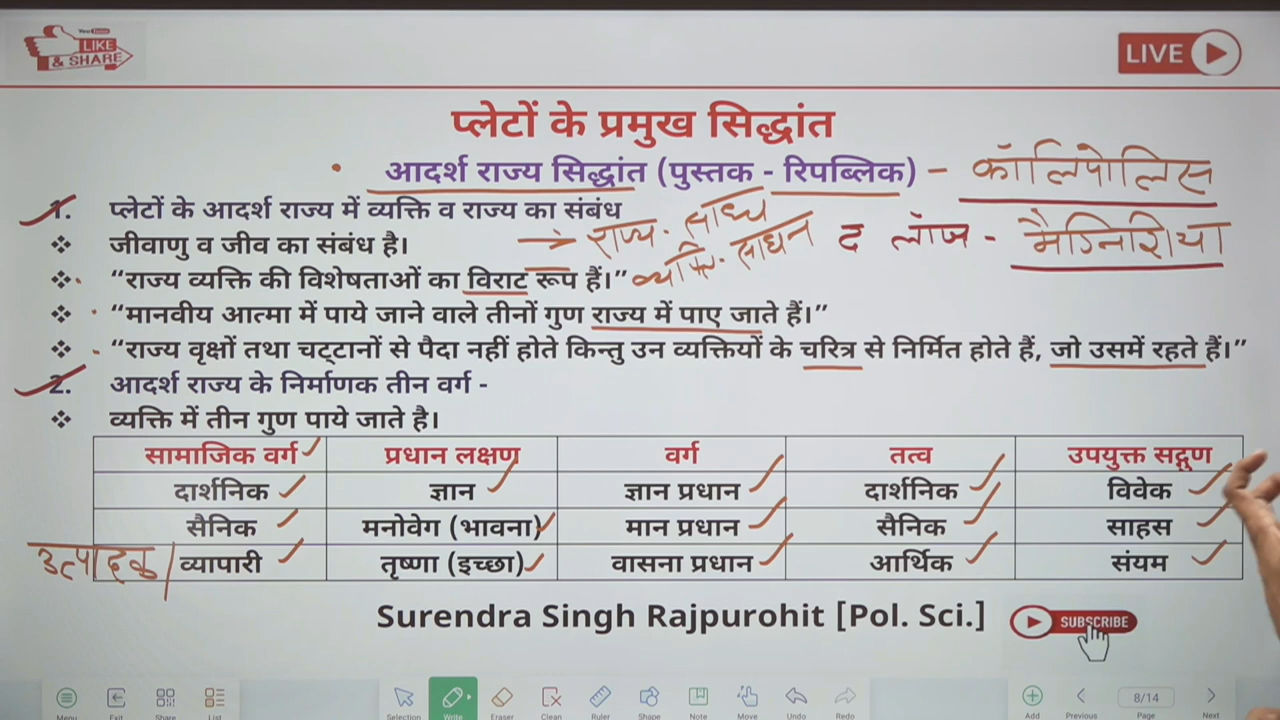 YouTube
LIKE
& SHARE
LIVE
प्लेटों के प्रमुख सिद्धांत
आदर्श राज्य सिद्धांत (पुस्तक - रिपब्लिक) – कॉलिपोलिस
1. प्लेटों के आदर्श राज्य में व्यक्ति व राज्य का संबंध
→ राज्य - साध्य
द लॉज - मैग्निशिया
❖ जीवाणु व जीव का संबंध है।
व्यक्ति - साधन
❖ “राज्य व्यक्ति की विशेषताओं का विराट रूप हैं।”
❖ “मानवीय आत्मा में पाये जाने वाले तीनों गुण राज्य में पाए जाते हैं।”
❖ “राज्य वृक्षों तथा चट्टानों से पैदा नहीं होते किन्तु उन व्यक्तियों के चरित्र से निर्मित होते हैं, जो उसमें रहते हैं।”
2. आदर्श राज्य के निर्माणक तीन वर्ग -
❖ व्यक्ति में तीन गुण पाये जाते है।
सामाजिक वर्ग प्रधान लक्षण वर्ग तत्व उपयुक्त सद्गुण
दार्शनिक ज्ञान ज्ञान प्रधान दार्शनिक विवेक
सैनिक मनोवेग (भावना) मान प्रधान सैनिक साहस
उत्पादक/ व्यापारी तृष्णा (इच्छा) वासना प्रधान आर्थिक संयम
Surendra Singh Rajpurohit [Pol. Sci.]
SUBSCRIBE
Menu Exit Share List Selection Write Eraser Clean Ruler Shape Note Move Undo Redo Add Previous 8/14 Page Next